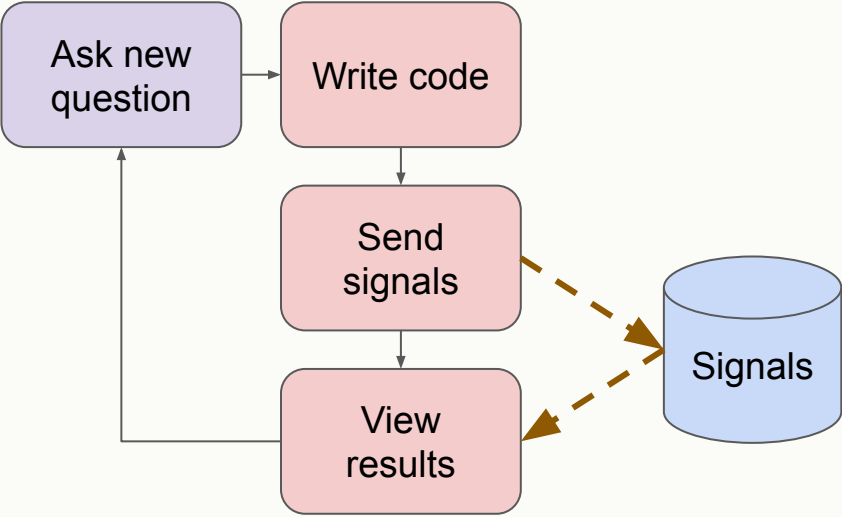 Ask new
question
Write code
Send
signals
Signals
View
results